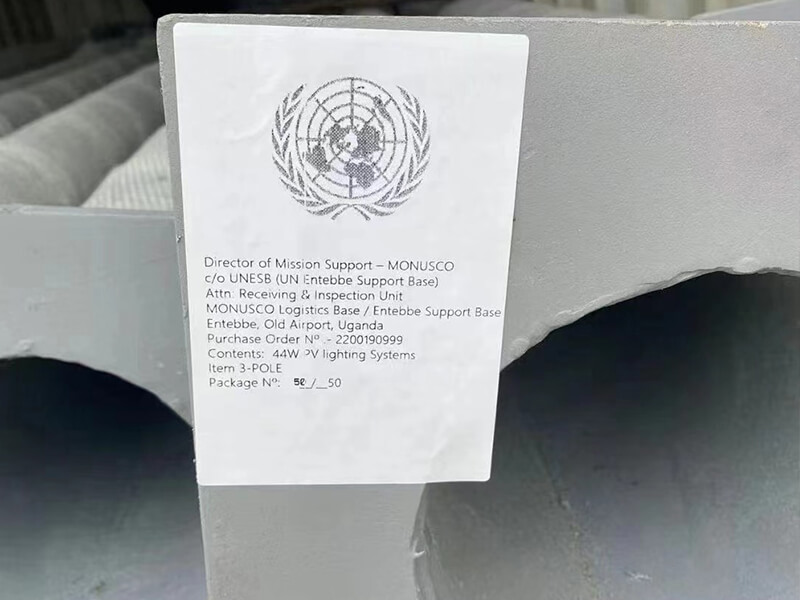 Director of Mission Support – MONUSCO
c/o UNESB (UN Entebbe Support Base)
Attn: Receiving & Inspection Unit
MONUSCO Logistics Base / Entebbe Support Base
Entebbe, Old Airport, Uganda
Purchase Order Nº .- 2200190999
Contents: 44W PV lighting Systems
Item 3-POLE
Package Nº: 50/__50